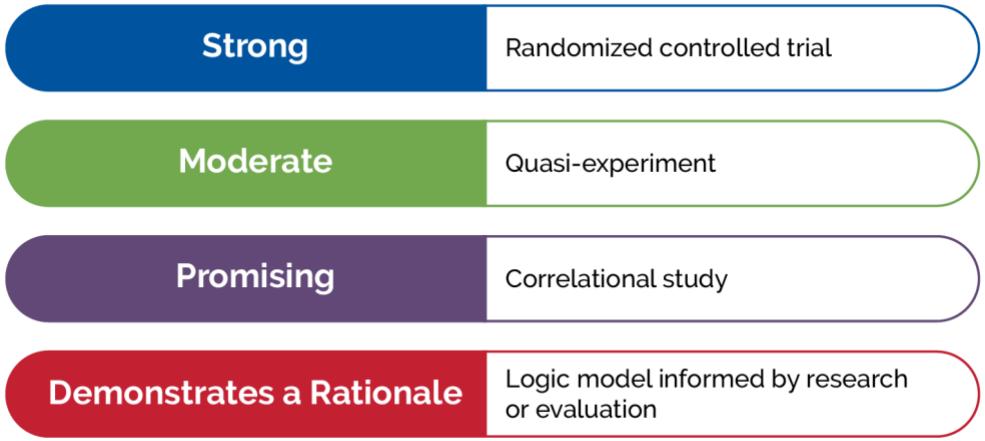 Strong
Randomized controlled trial
Moderate
Quasi-experiment
Promising
Correlational study
Demonstrates a Rationale
Logic model informed by research
or evaluation